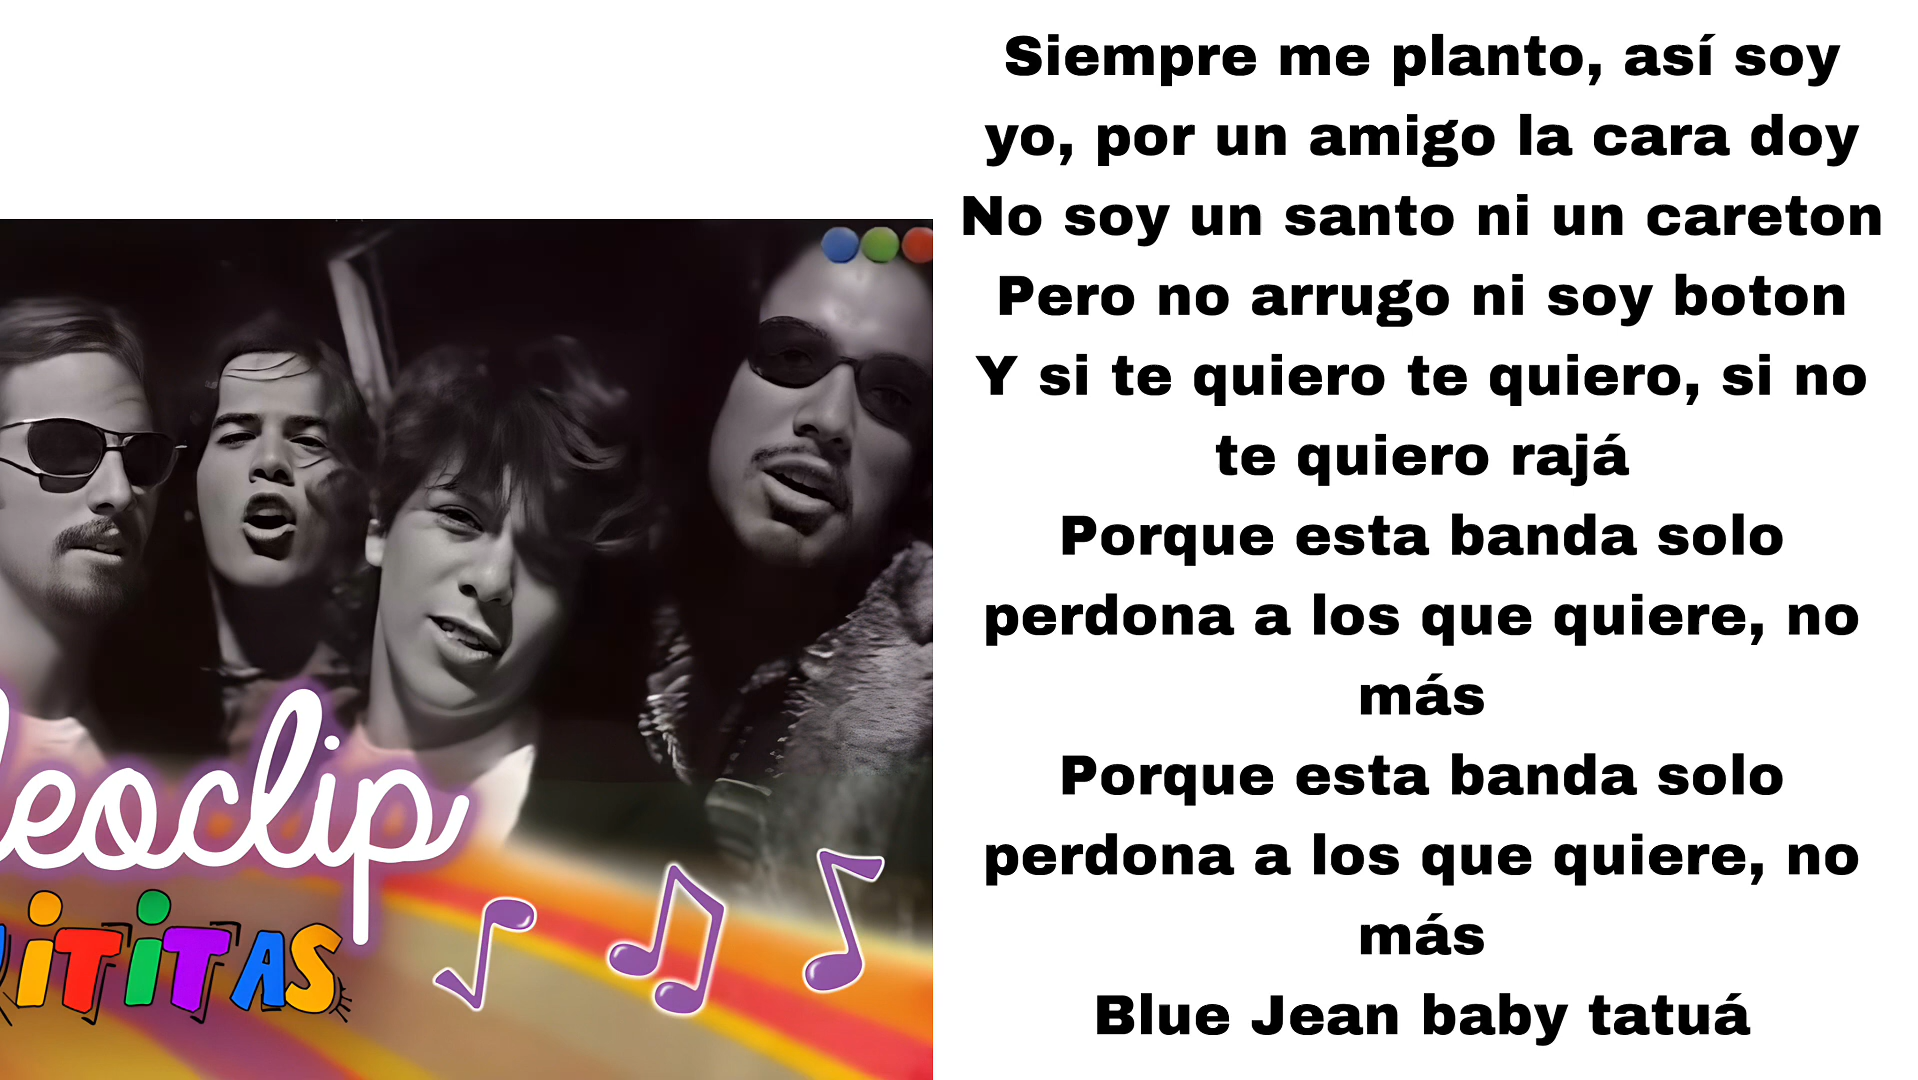 Siempre me planto, así soy
yo, por un amigo la cara doy
No soy un santo ni un careton
Pero no arrugo ni soy boton
Y si te quiero te quiero, si no
te quiero rajá
Porque esta banda solo
perdona a los que quiere, no
más
Porque esta banda solo
perdona a los que quiere, no
más
Blue Jean baby tatuá
eoclip
iTiTAS